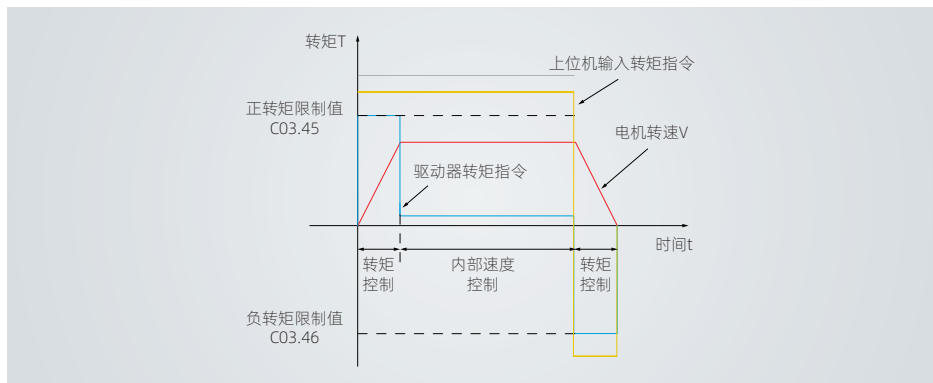 转矩T
上位机输入转矩指令
正转矩限制值
C03.45
电机转速V
驱动器转矩指令
时间t
转矩
控制
内部速度
控制
转矩
控制
负转矩限制值
C03.46